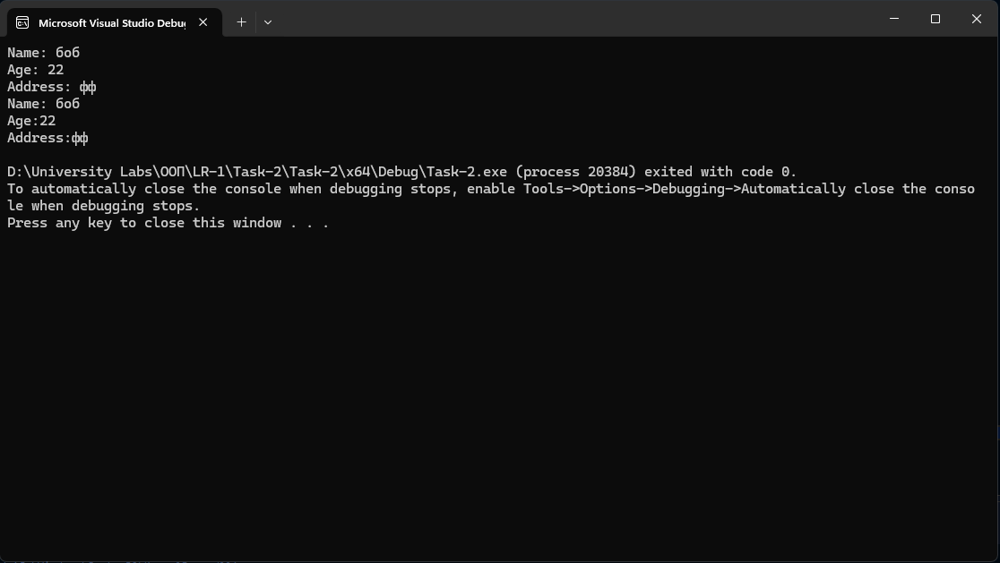 Microsoft Visual Studio Debug
Name: боб
Age: 22
Address: фф
Name: боб
Age:22
Address:фф
D:\University Labs\ООП\LR-1\Task-2\Task-2\x64\Debug\Task-2.exe (process 20384) exited with code 0.
To automatically close the console when debugging stops, enable Tools->Options->Debugging->Automatically close the conso
le when debugging stops.
Press any key to close this window . . .